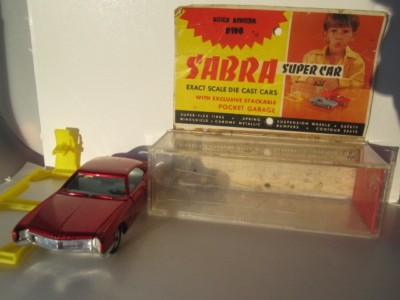 BUICK RIVIERA
8106
SABRA SUPER CAR
EXACT SCALE DIE CAST CARS
WITH EXCLUSIVE STACKABLE
POCKET GARAGE
SUPER-FLEX TIRES • SPRING SUSPENSION WHEELS • SAFETY
WINDSHIELD • CHROME METALLIC BUMPERS • CONTOUR SEATS